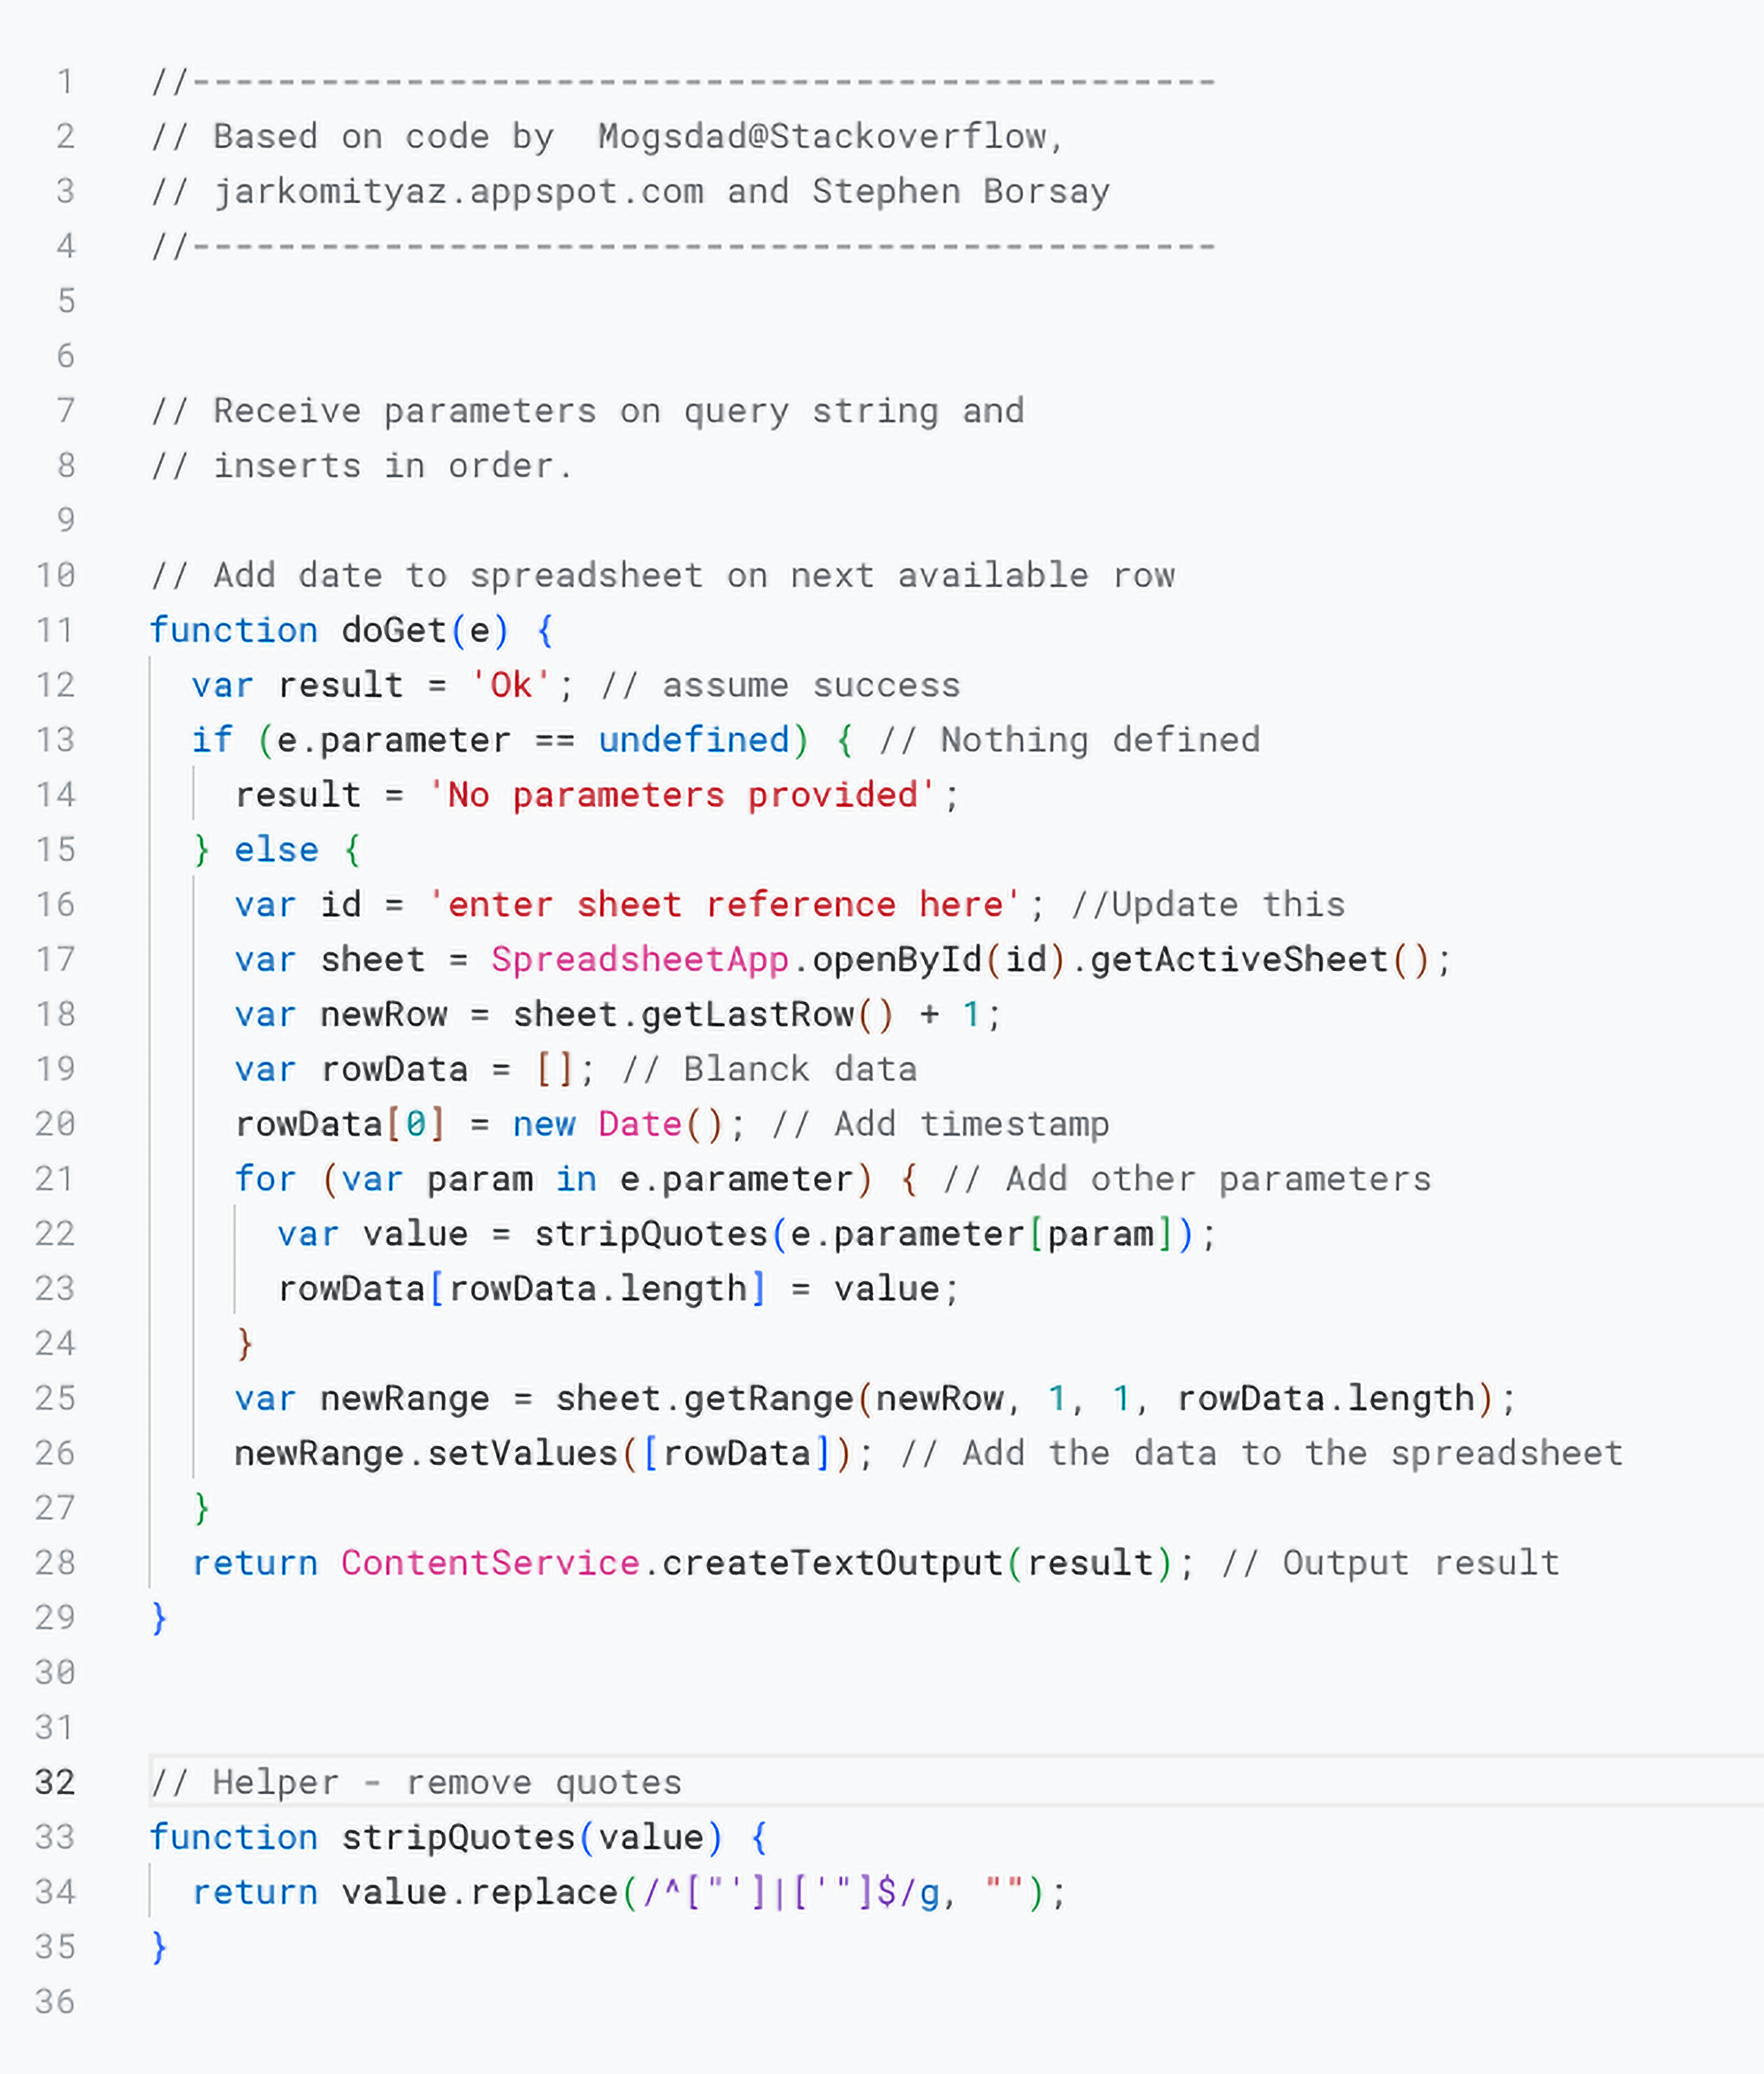 1 //------------------------------------------------
2 // Based on code by  Mogsdad@Stackoverflow,
3 // jarkomityaz.appspot.com and Stephen Borsay
4 //------------------------------------------------
5
6
7 // Receive parameters on query string and
8 // inserts in order.
9
10 // Add date to spreadsheet on next available row
11 function doGet(e) {
12   var result = 'Ok'; // assume success
13   if (e.parameter == undefined) { // Nothing defined
14     result = 'No parameters provided';
15   } else {
16     var id = 'enter sheet reference here'; //Update this
17     var sheet = SpreadsheetApp.openById(id).getActiveSheet();
18     var newRow = sheet.getLastRow() + 1;
19     var rowData = []; // Blanck data
20     rowData[0] = new Date(); // Add timestamp
21     for (var param in e.parameter) { // Add other parameters
22       var value = stripQuotes(e.parameter[param]);
23       rowData[rowData.length] = value;
24     }
25     var newRange = sheet.getRange(newRow, 1, 1, rowData.length);
26     newRange.setValues([rowData]); // Add the data to the spreadsheet
27   }
28   return ContentService.createTextOutput(result); // Output result
29 }
30
31
32 // Helper - remove quotes
33 function stripQuotes(value) {
34   return value.replace(/^["']|['"]$/g, "");
35 }
36